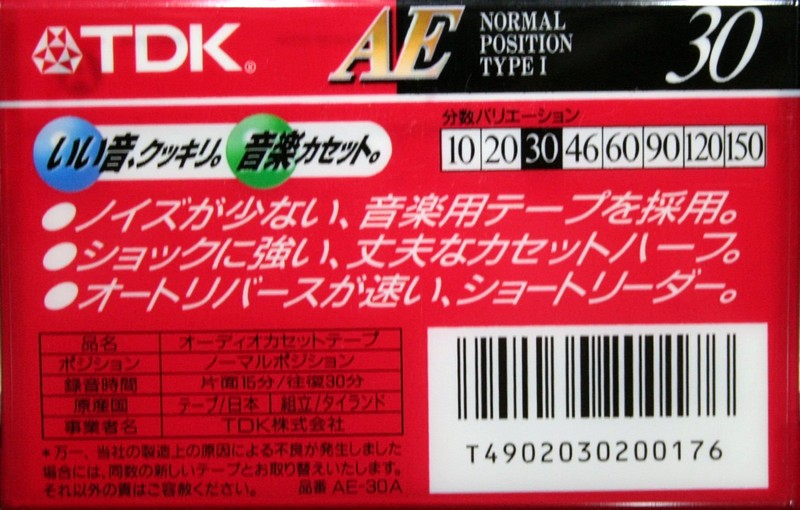 TDK® AE NORMAL POSITION TYPE I 30
分数バリエーション
いい音、クッキリ。音楽カセット。
10 20 30 46 60 90 120 150
●ノイズが少ない、音楽用テープを採用。
●ショックに強い、丈夫なカセットハーフ。
●オートリバースが速い、ショートリーダー。
品名 オーディオカセットテープ
ポジション ノーマルポジション
録音時間 片面15分/往復30分
原産国 テープ/日本 組立/タイランド
事業者名 TDK株式会社
*万一、当社の製造上の原因による不良が発生しました
場合には、同数の新しいテープとお取り替えいたします。
それ以外の責はご容赦ください。 品番 AE-30A
T4902030200176